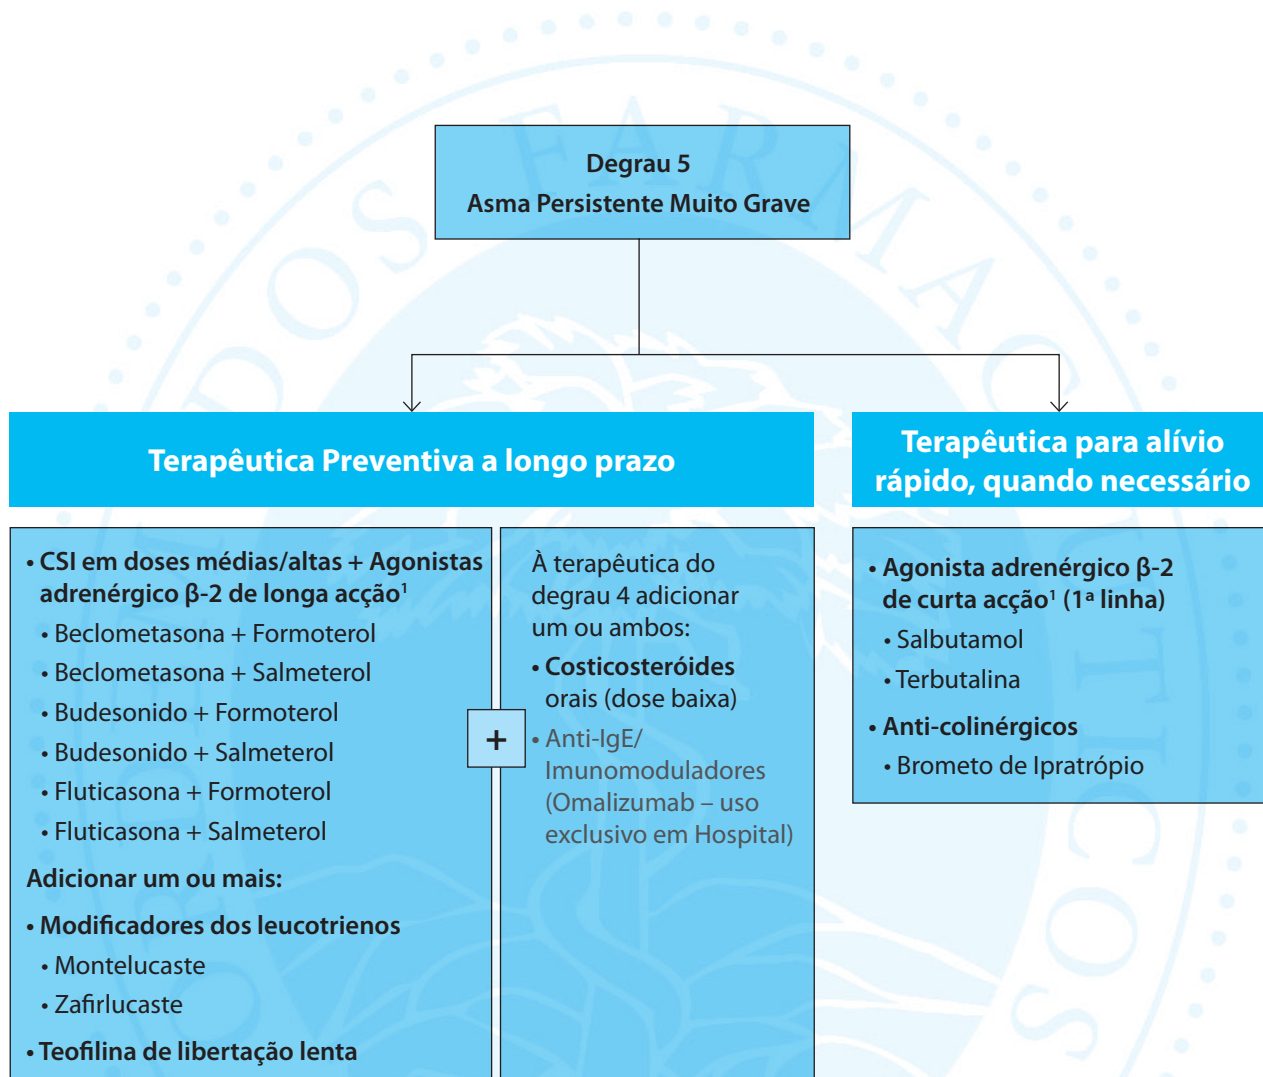 Degrau 5
Asma Persistente Muito Grave
Terapêutica Preventiva a longo prazo
Terapêutica para alívio
rápido, quando necessário
• CSI em doses médias/altas + Agonistas
adrenérgico β-2 de longa acção¹
• Beclometasona + Formoterol
• Beclometasona + Salmeterol
• Budesonido + Formoterol
• Budesonido + Salmeterol
• Fluticasona + Formoterol
• Fluticasona + Salmeterol
Adicionar um ou mais:
• Modificadores dos leucotrienos
• Montelucaste
• Zafirlucaste
• Teofilina de libertação lenta
+
À terapêutica do
degrau 4 adicionar
um ou ambos:
• Costicosteróides
orais (dose baixa)
• Anti-IgE/
Imunomoduladores
(Omalizumab – uso
exclusivo em Hospital)
• Agonista adrenérgico β-2
de curta acção¹ (1ª linha)
• Salbutamol
• Terbutalina
• Anti-colinérgicos
• Brometo de Ipratrópio